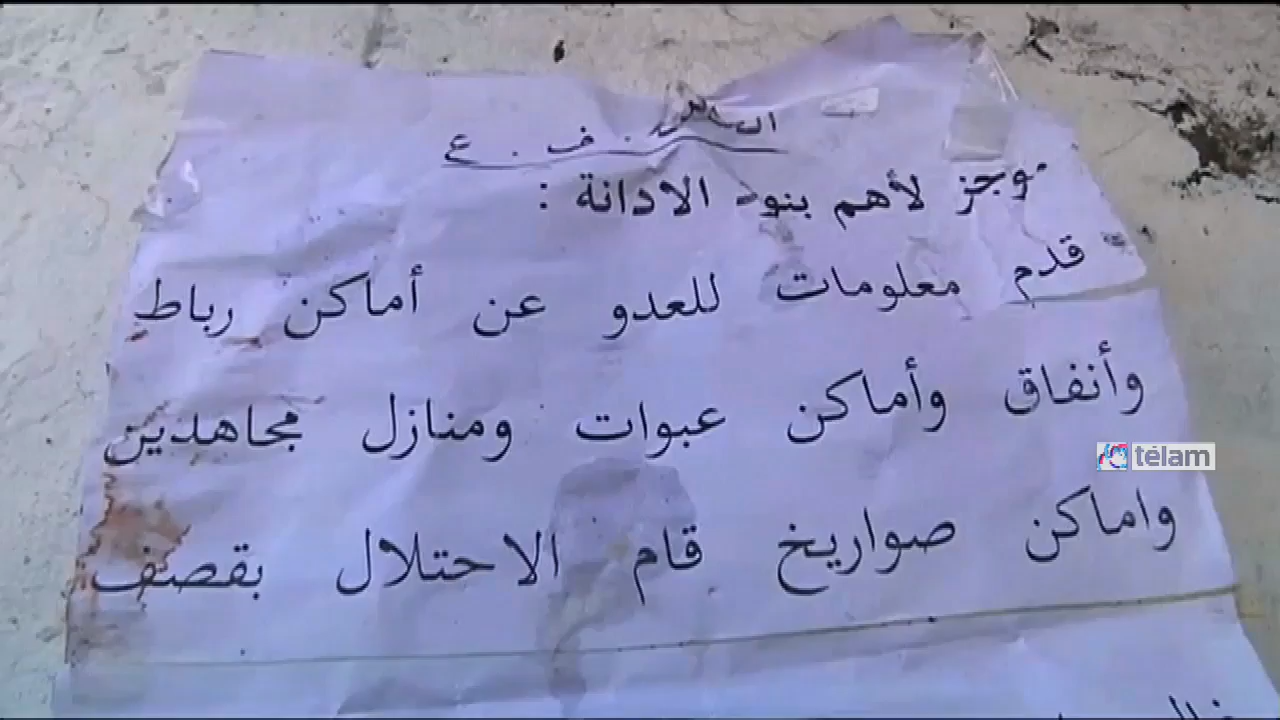 ف . ع
موجز لأهم بنود الادانة :
قدم معلومات للعدو عن أماكن رباط
وأنفاق وأماكن عبوات ومنازل مجاهدين
واماكن صواريخ قام الاحتلال بقصف
télam